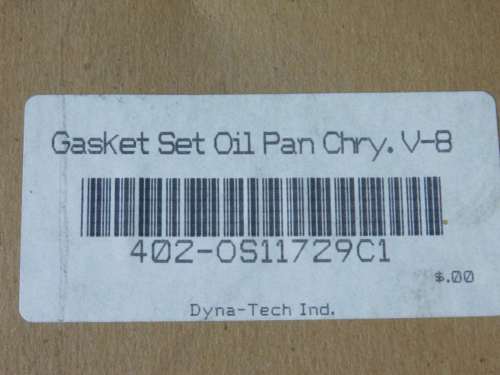 Gasket Set Oil Pan Chry. V-8
402-OS11729C1
$.00
Dyna-Tech Ind.